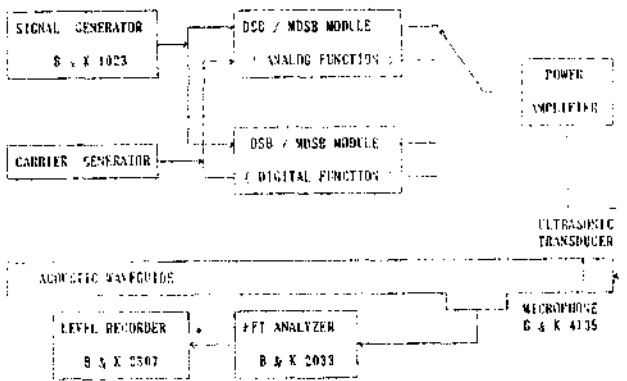 SIGNAL GENERATOR
B & K 1023
DSB / MDSB MODULE
( ANALOG FUNCTION )
POWER
AMPLIFIER
CARRIER GENERATOR
DSB / MDSB MODULE
( DIGITAL FUNCTION )
ULTRASONIC
TRANSDUCER
ACOUSTIC WAVEGUIDE
MICROPHONE
B & K 4135
LEVEL RECORDER
B & K 2307
FFT ANALYZER
B & K 2033